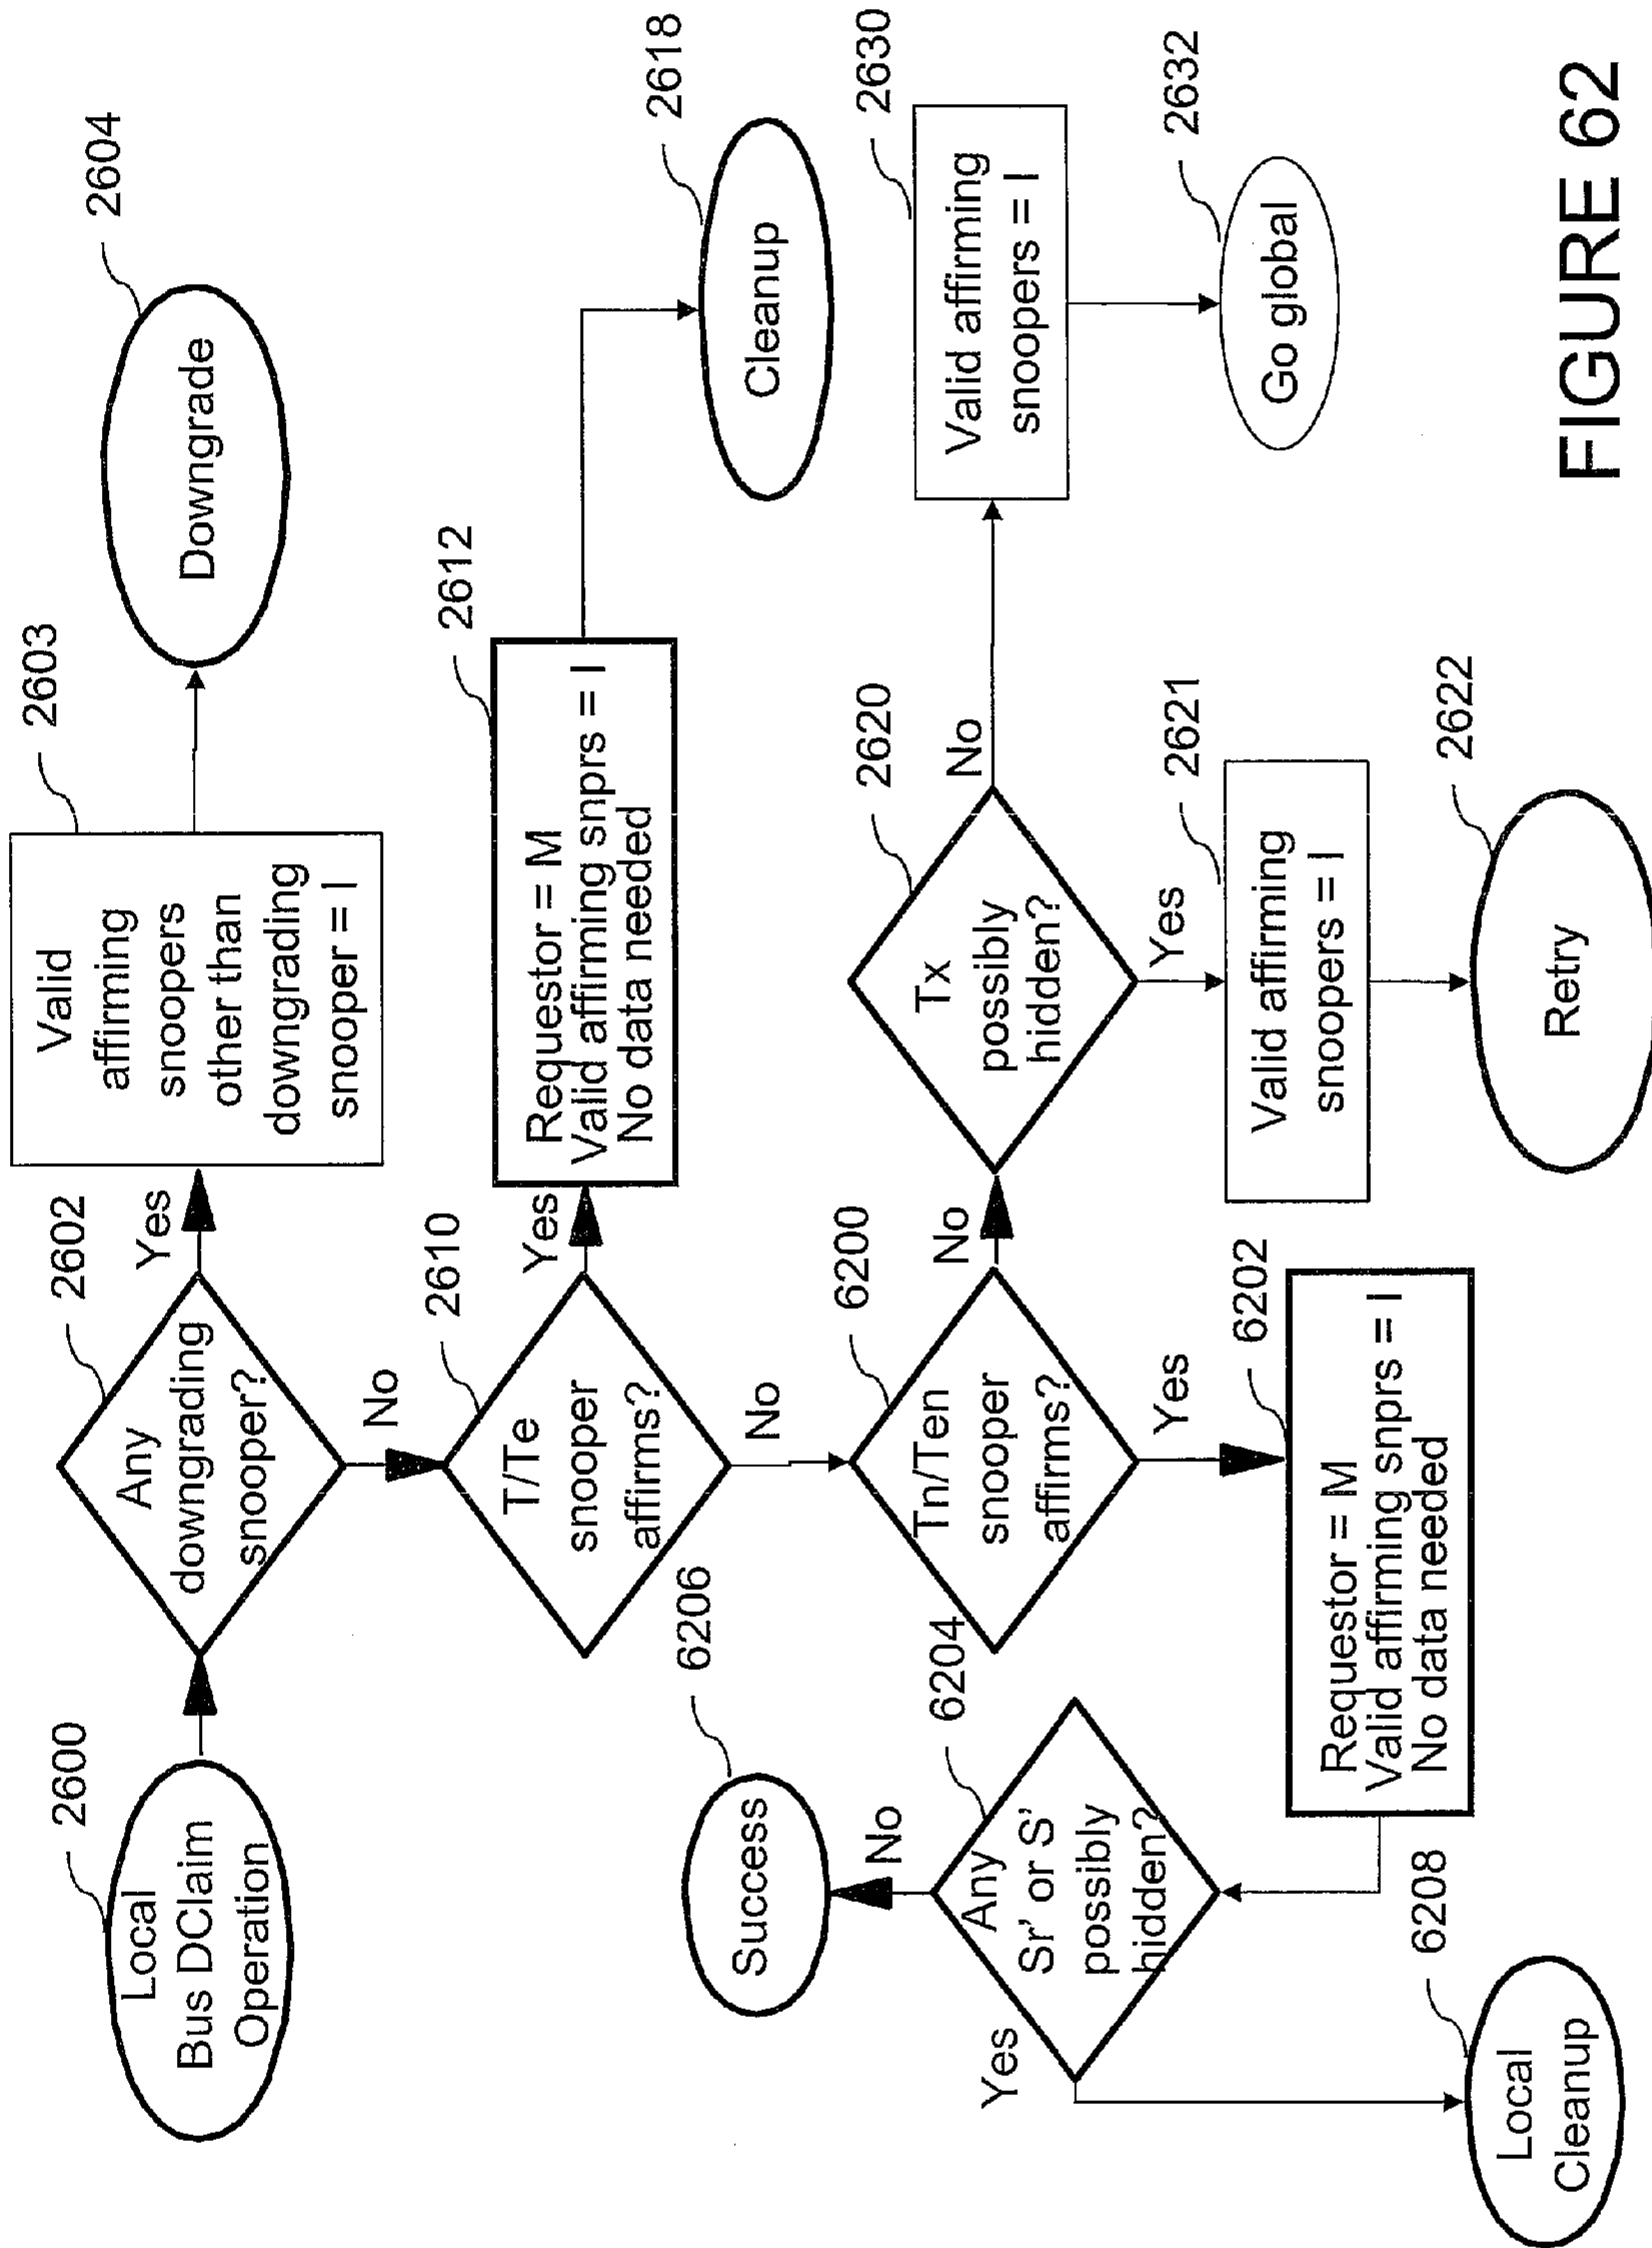 2600
Local
Bus DClaim
Operation
2602
Any
downgrading
snooper?
Yes
No
2603
Valid
affirming
snoopers
other than
downgrading
snooper = I
2604
Downgrade
2610
T/Te
snooper
affirms?
Yes
No
2612
Requestor = M
Valid affirming snprs = I
No data needed
2618
Cleanup
6200
Tn/Ten
snooper
affirms?
No
Yes
2620
Tx
possibly
hidden?
No
Yes
2630
Valid affirming
snoopers = I
2632
Go global
2621
Valid affirming
snoopers = I
2622
Retry
6202
Requestor = M
Valid affirming snprs = I
No data needed
6204
Any
Sr' or S'
possibly
hidden?
No
Yes
6206
Success
6208
Local
Cleanup
FIGURE 62